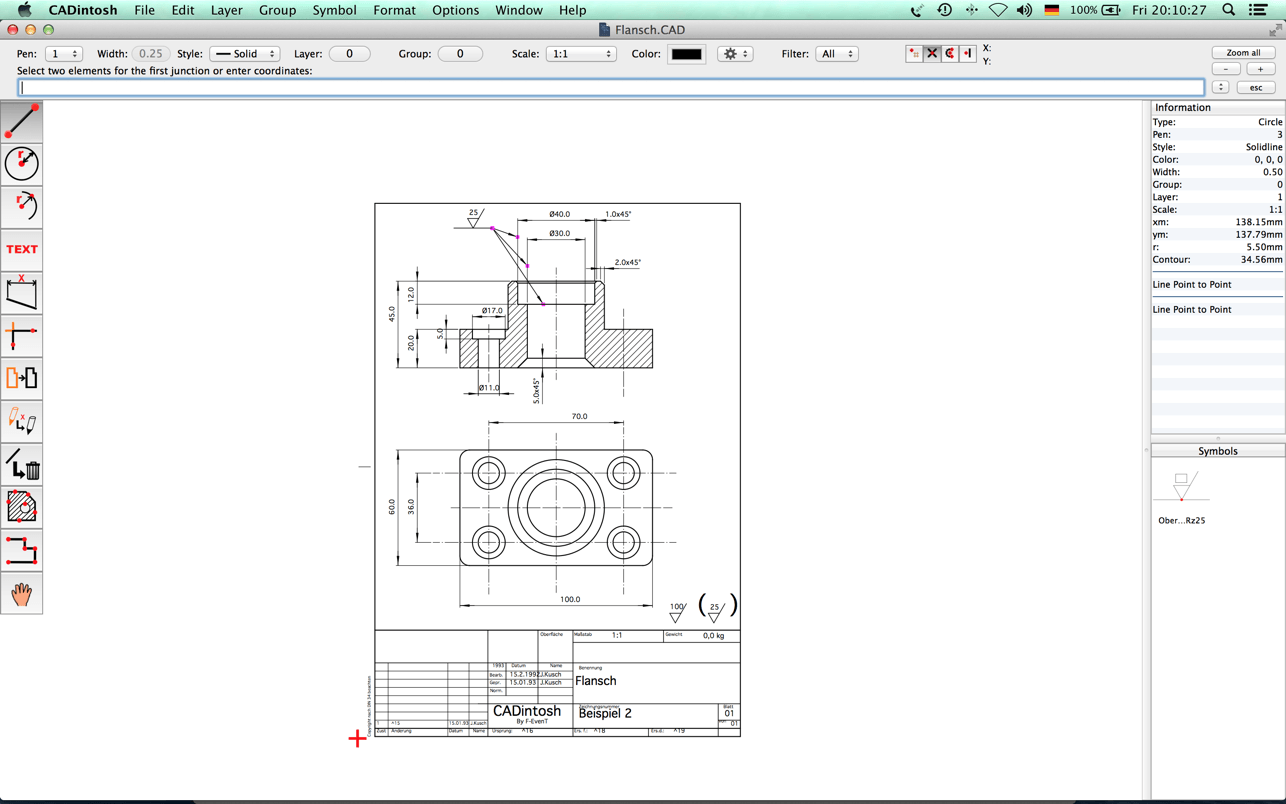 CADintosh File Edit Layer Group Symbol Format Options Window Help 100% Fri 20:10:27
Flansch.CAD
Pen: 1 Width: 0.25 Style: Solid Layer: 0 Group: 0 Scale: 1:1 Color: Filter: All X: Zoom all
Y:
- +
Select two elements for the first junction or enter coordinates:
esc
Information
Type: Circle
Pen: 3
Style: Solidline
Color: 0, 0, 0
Width: 0.50
Group: 0
Layer: 1
Scale: 1:1
xm: 138.15mm
ym: 137.79mm
r: 5.50mm
Contour: 34.56mm
Line Point to Point
Line Point to Point
Symbols
Ober...Rz25
r
r
TEXT
X
X
25
Ø40.0
1.0x45°
Ø30.0
2.0x45°
12.0
45.0
Ø17.0
5.0
20.0
Ø11.0
5.0x45°
70.0
60.0
36.0
100.0
100
( 25 )
Oberfläche Maßstab 1:1 Gewicht 0,0 kg
1993 Datum Name Benennung
Bearb. 15.2.1992 J.Kusch
Gepr. 15.01.93 J.Kusch Flansch
Norm.
CADintosh
By F-EvenT
Zeichnungsnummer
Beispiel 2
Blatt
01
von 01
1 ^15 15.01.93 J.Kusch
Zust Änderung Datum Name Ursprung: ^16 Ers. f.: ^18 Ers.d.: ^19
Copyright nach DIN 34 beachten